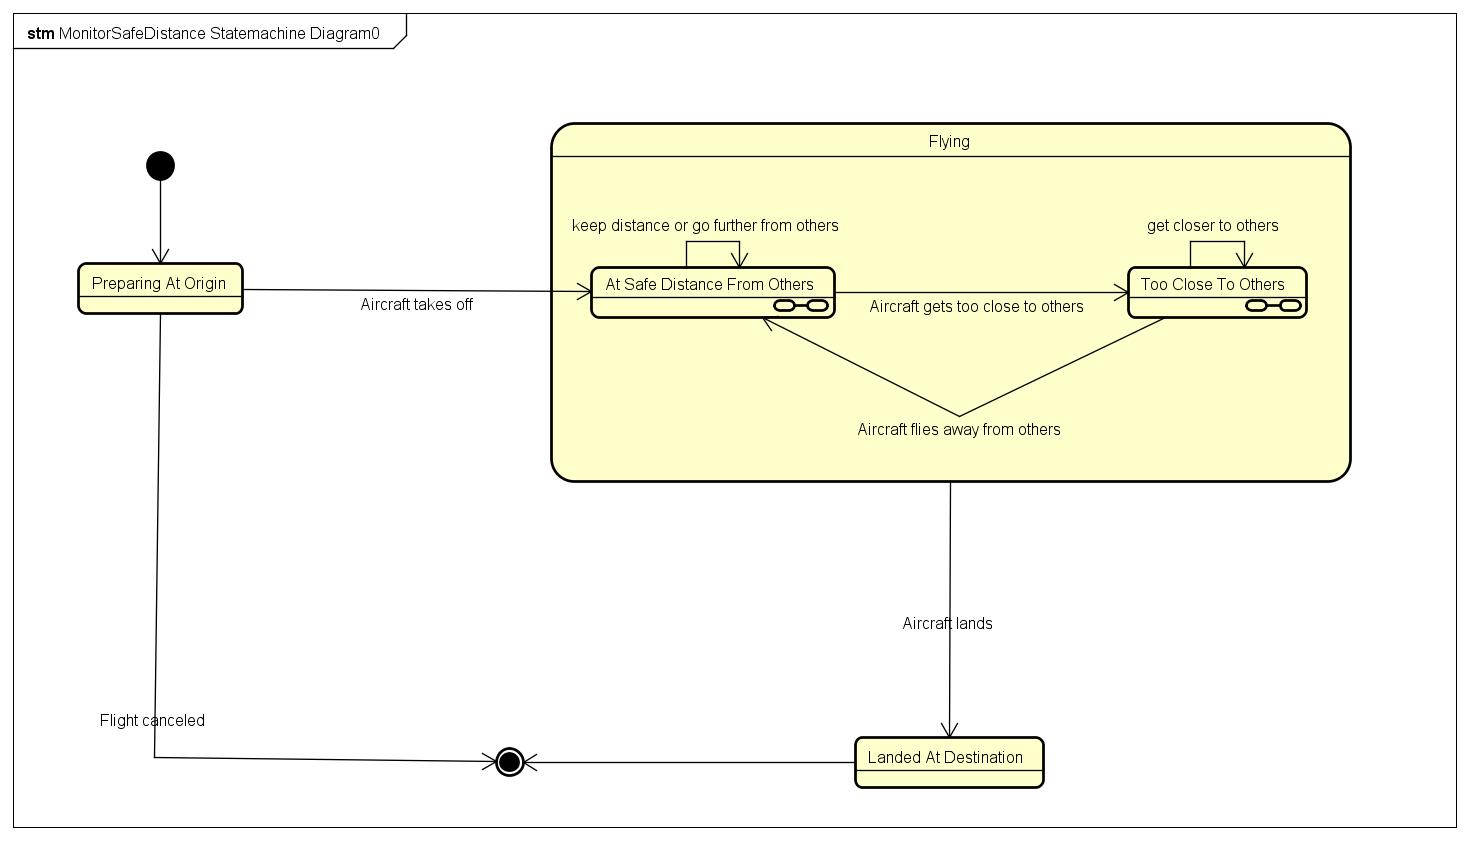 stm MonitorSafeDistance Statemachine Diagram0
Flying
keep distance or go further from others
get closer to others
Preparing At Origin
At Safe Distance From Others
Too Close To Others
Aircraft takes off
Aircraft gets too close to others
Aircraft flies away from others
Aircraft lands
Flight canceled
Landed At Destination